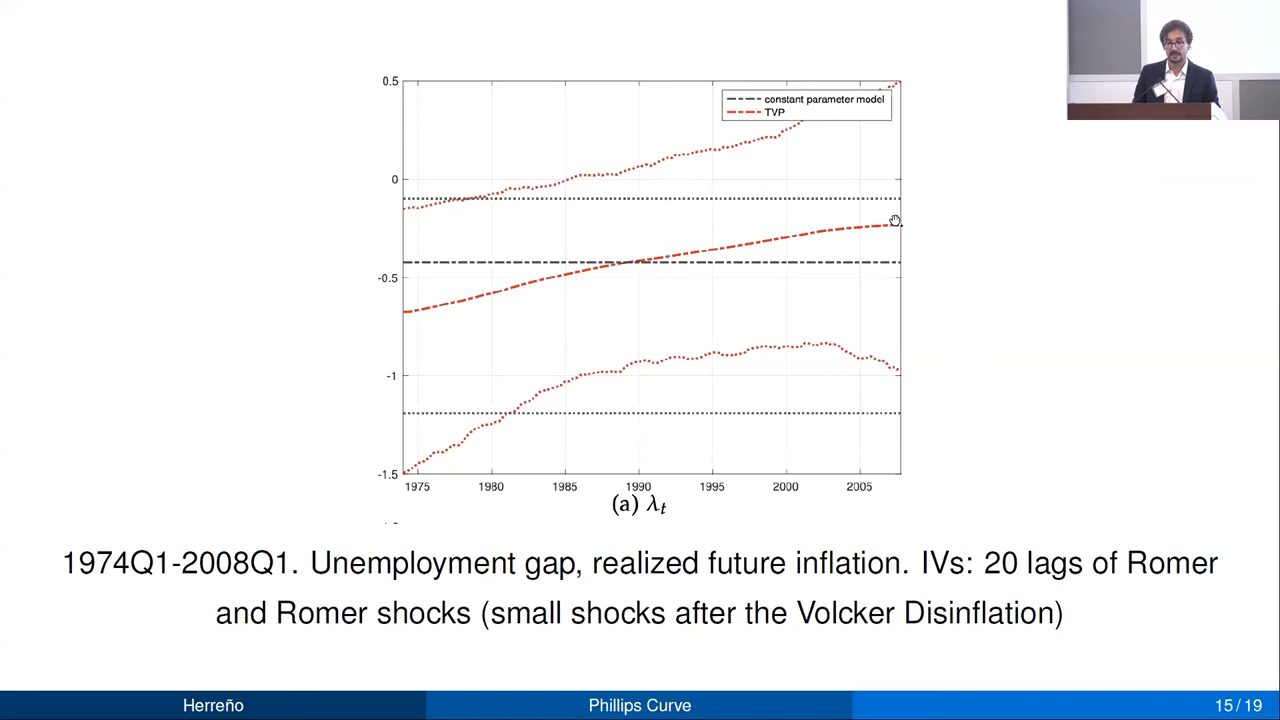 0.5
constant parameter model
TVP
0
-0.5
-1
-1.5
1975 1980 1985 1990 1995 2000 2005
(a) λt
1974Q1-2008Q1. Unemployment gap, realized future inflation. IVs: 20 lags of Romer
and Romer shocks (small shocks after the Volcker Disinflation)
Herreño Phillips Curve 15 / 19